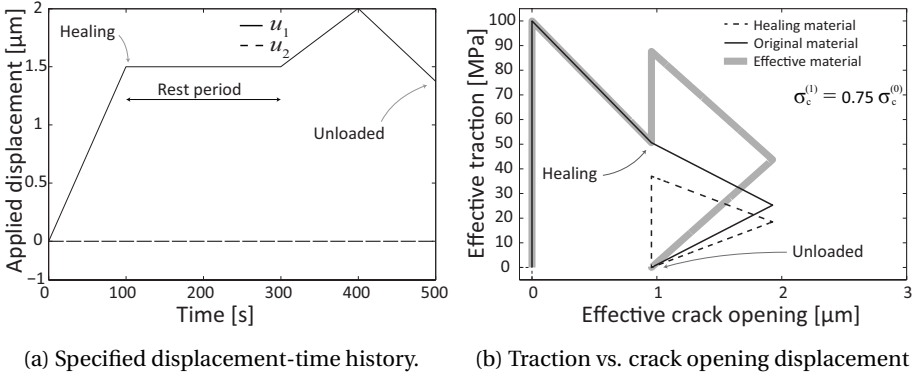 Applied displacement [μm]
2
1.5
1
0.5
0
−1
0
100
200
300
400
500
Time [s]
Healing
u1
u2
Rest period
Unloaded
(a) Specified displacement-time history.
Effective traction [MPa]
100
90
80
70
60
50
40
30
20
10
0
0
1
2
3
Effective crack opening [μm]
Healing material
Original material
Effective material
σc(1) = 0.75 σc(0)
Healing
Unloaded
(b) Traction vs. crack opening displacement